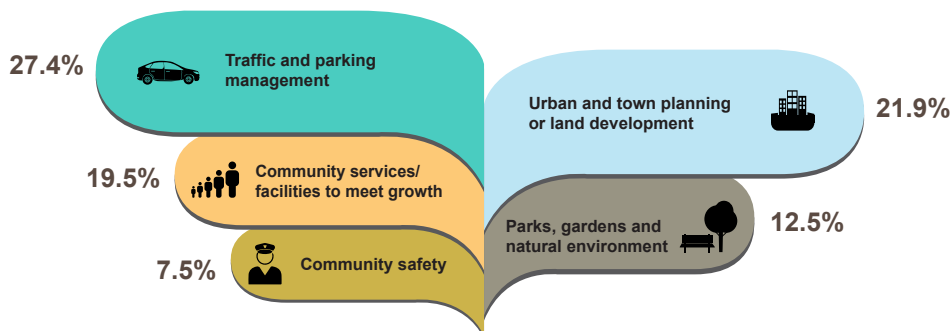 27.4%
Traffic and parking
management
Urban and town planning
or land development
21.9%
19.5%
Community services/
facilities to meet growth
Parks, gardens and
natural environment
12.5%
7.5%
Community safety